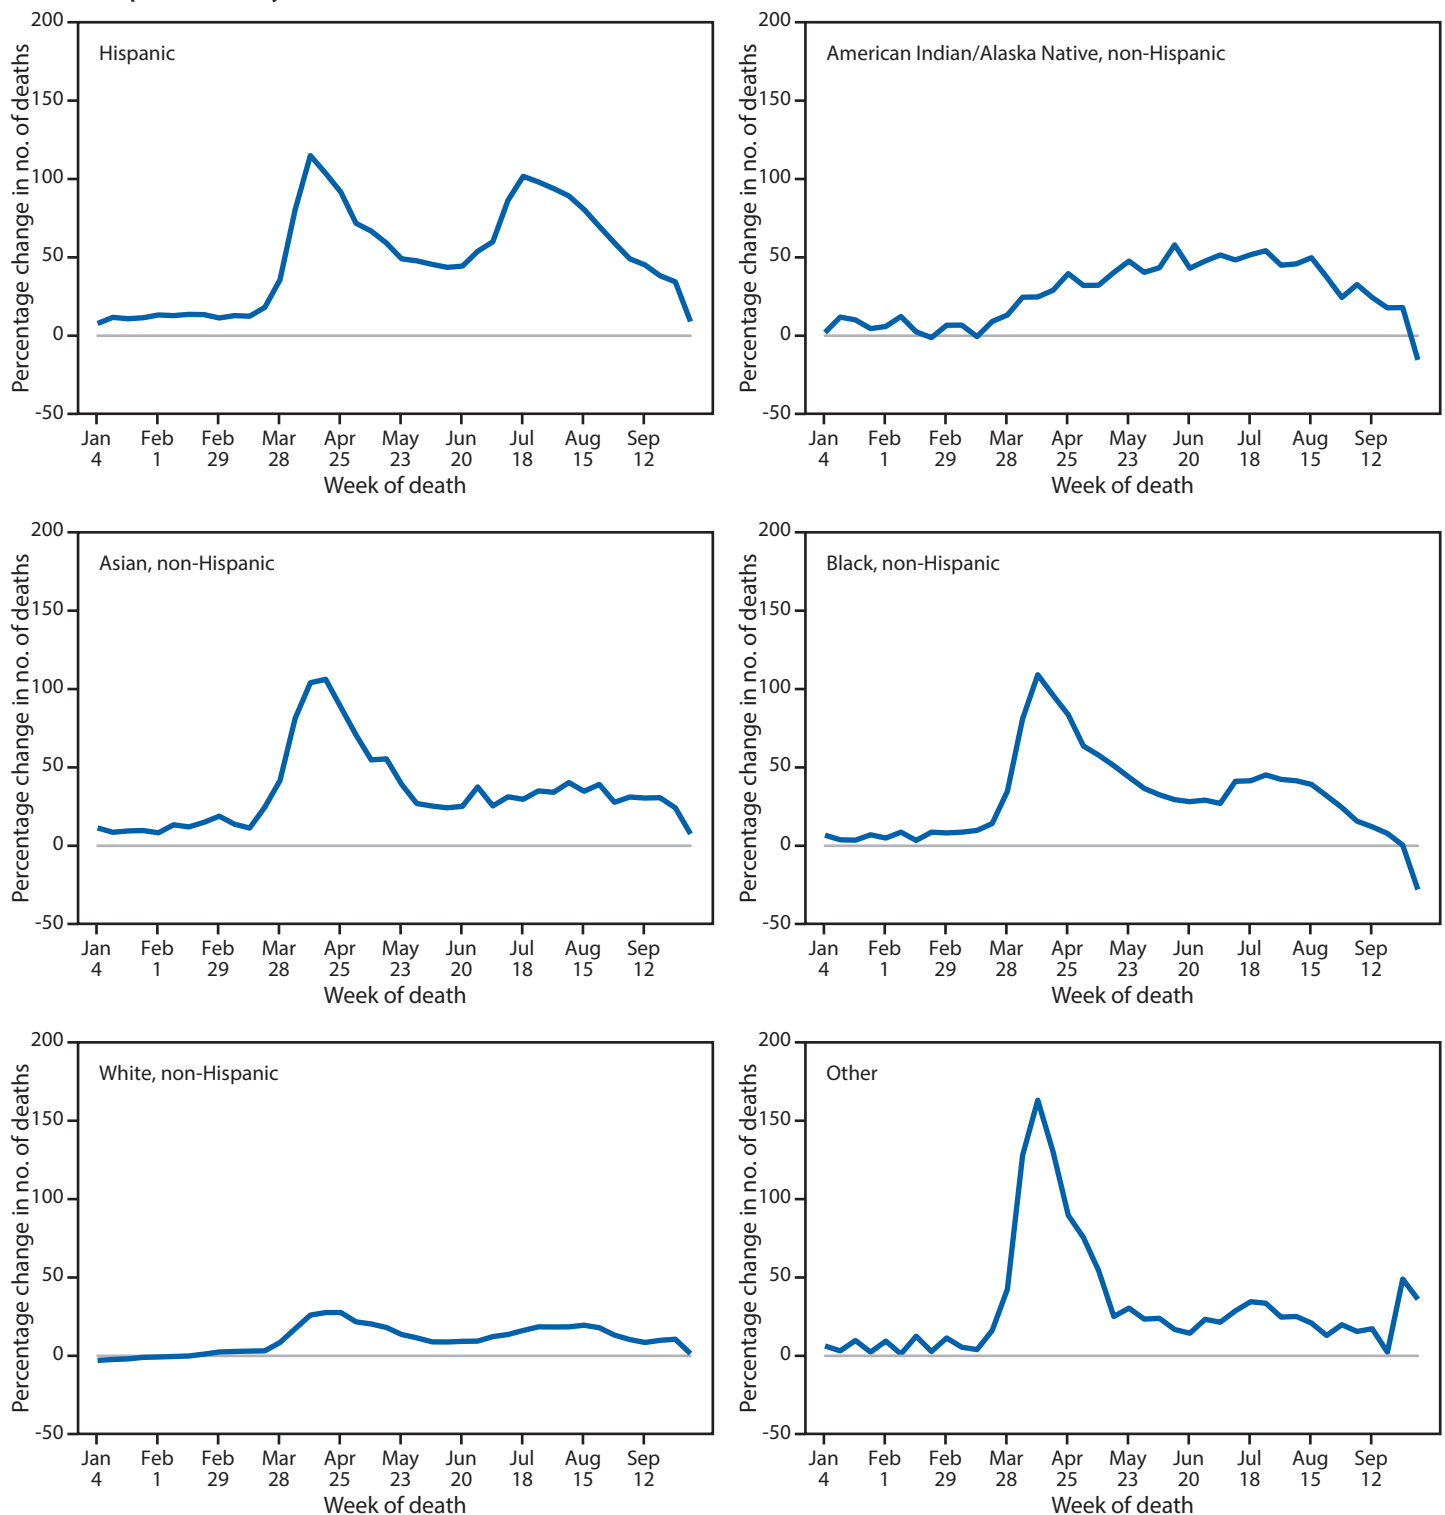 200
150
100
50
0
-50
Percentage change in no. of deaths
Hispanic
Jan Feb Feb Mar Apr May Jun Jul Aug Sep
4 1 29 28 25 23 20 18 15 12
Week of death
200
150
100
50
0
-50
Percentage change in no. of deaths
American Indian/Alaska Native, non-Hispanic
Jan Feb Feb Mar Apr May Jun Jul Aug Sep
4 1 29 28 25 23 20 18 15 12
Week of death
200
150
100
50
0
-50
Percentage change in no. of deaths
Asian, non-Hispanic
Jan Feb Feb Mar Apr May Jun Jul Aug Sep
4 1 29 28 25 23 20 18 15 12
Week of death
200
150
100
50
0
-50
Percentage change in no. of deaths
Black, non-Hispanic
Jan Feb Feb Mar Apr May Jun Jul Aug Sep
4 1 29 28 25 23 20 18 15 12
Week of death
200
150
100
50
0
-50
Percentage change in no. of deaths
White, non-Hispanic
Jan Feb Feb Mar Apr May Jun Jul Aug Sep
4 1 29 28 25 23 20 18 15 12
Week of death
200
150
100
50
0
-50
Percentage change in no. of deaths
Other
Jan Feb Feb Mar Apr May Jun Jul Aug Sep
4 1 29 28 25 23 20 18 15 12
Week of death